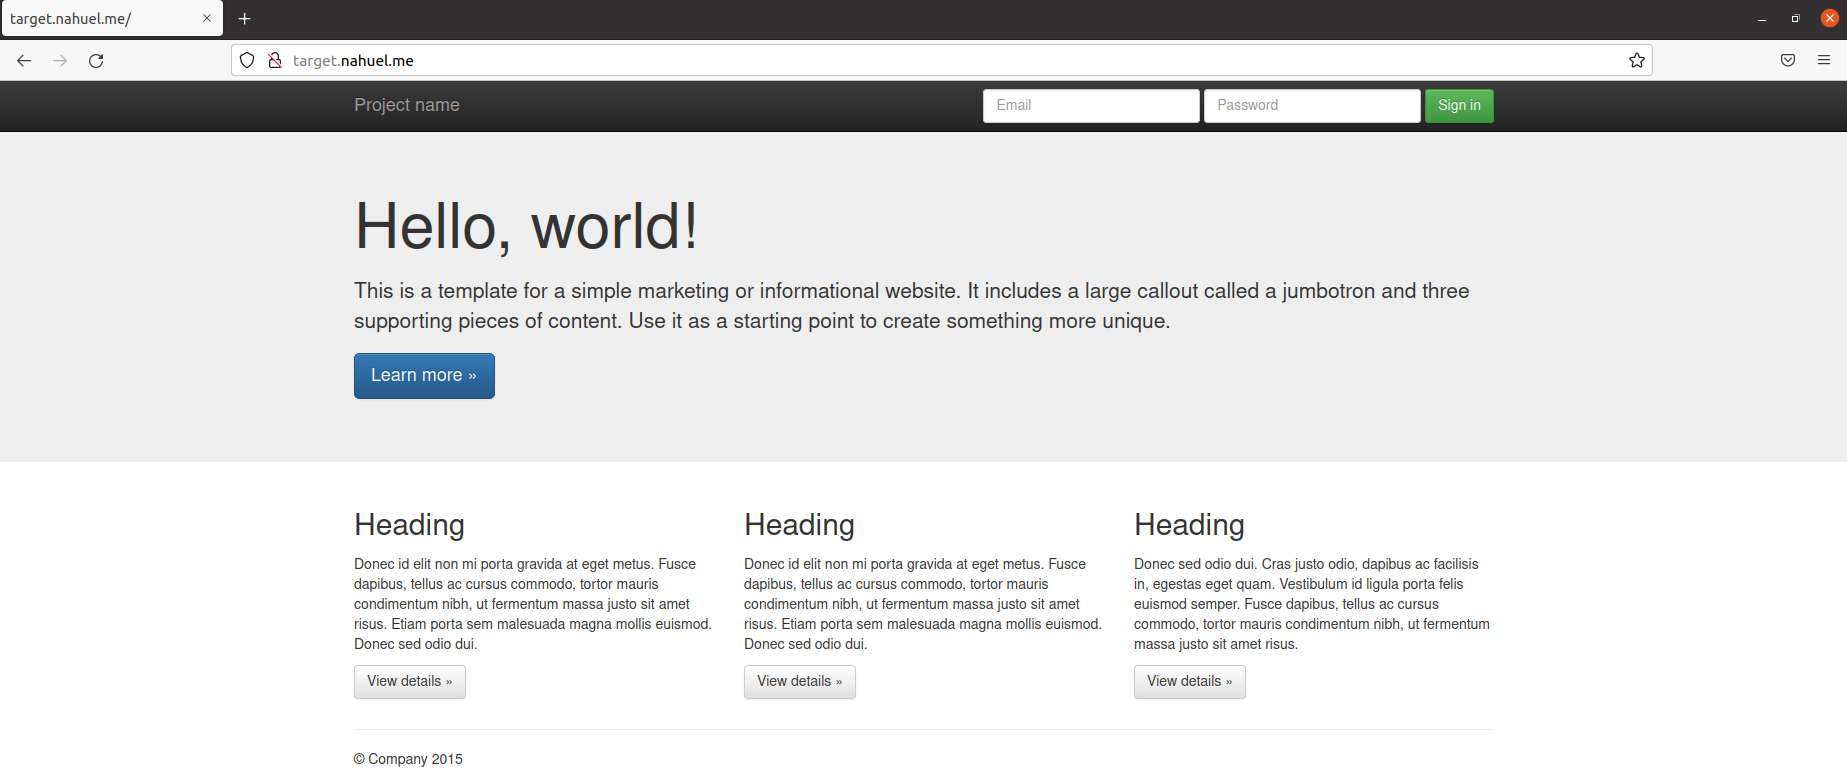 target.nahuel.me/
target.nahuel.me
Project name
Email
Password
Sign in
Hello, world!
This is a template for a simple marketing or informational website. It includes a large callout called a jumbotron and three
supporting pieces of content. Use it as a starting point to create something more unique.
Learn more »
Heading
Donec id elit non mi porta gravida at eget metus. Fusce
dapibus, tellus ac cursus commodo, tortor mauris
condimentum nibh, ut fermentum massa justo sit amet
risus. Etiam porta sem malesuada magna mollis euismod.
Donec sed odio dui.
View details »
Heading
Donec id elit non mi porta gravida at eget metus. Fusce
dapibus, tellus ac cursus commodo, tortor mauris
condimentum nibh, ut fermentum massa justo sit amet
risus. Etiam porta sem malesuada magna mollis euismod.
Donec sed odio dui.
View details »
Heading
Donec sed odio dui. Cras justo odio, dapibus ac facilisis
in, egestas eget quam. Vestibulum id ligula porta felis
euismod semper. Fusce dapibus, tellus ac cursus
commodo, tortor mauris condimentum nibh, ut fermentum
massa justo sit amet risus.
View details »
© Company 2015